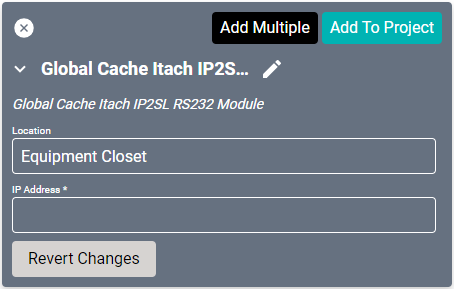 Add Multiple
Add To Project
Global Cache Itach IP2S...
Global Cache Itach IP2SL RS232 Module
Location
Equipment Closet
IP Address *
Revert Changes